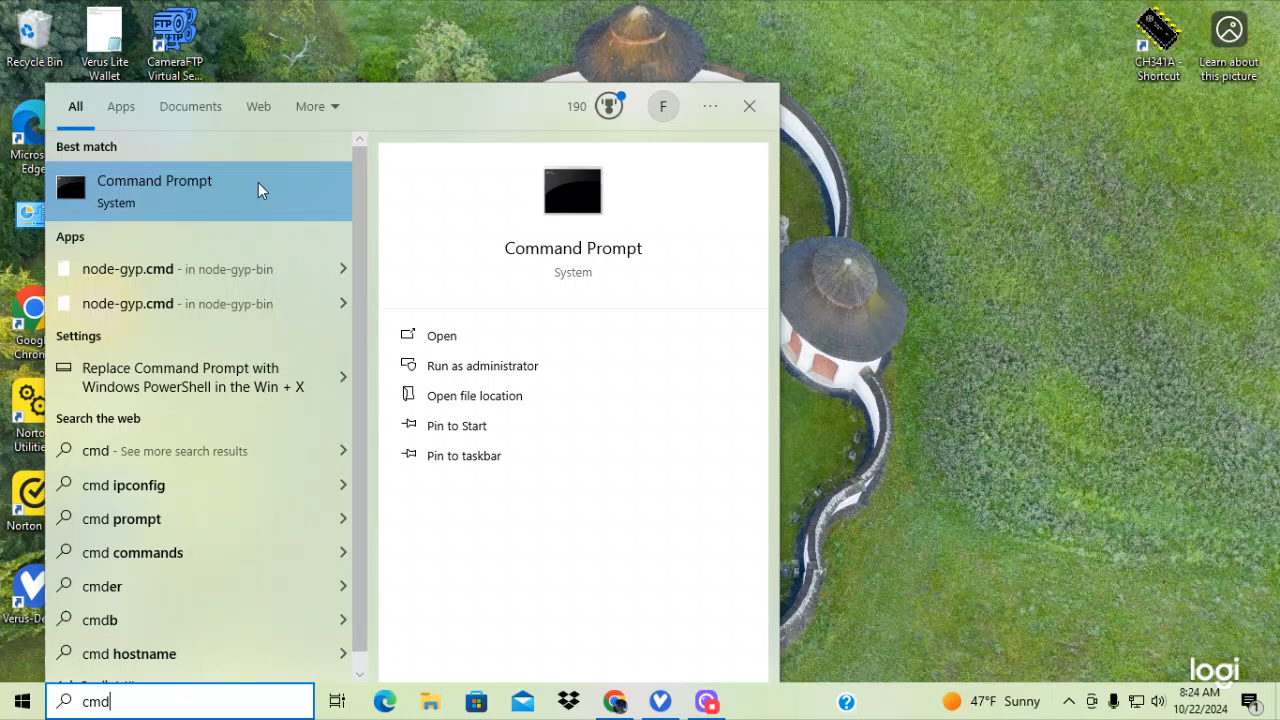 Recycle Bin
Verus Lite
Wallet
FTP
CameraFTP
Virtual Se...
CH341A -
Shortcut
Learn about
this picture
Edge
All
Apps
Documents
Web
More
190
F
Best match
Command Prompt
System
Apps
node-gyp.cmd - in node-gyp-bin
node-gyp.cmd - in node-gyp-bin
Settings
Replace Command Prompt with
Windows PowerShell in the Win + X
Search the web
cmd - See more search results
cmd ipconfig
cmd prompt
cmd commands
cmder
cmdb
cmd hostname
Command Prompt
System
Open
Run as administrator
Open file location
Pin to Start
Pin to taskbar
Norton
logi
cmd
47°F Sunny
8:24 AM
10/22/2024
1